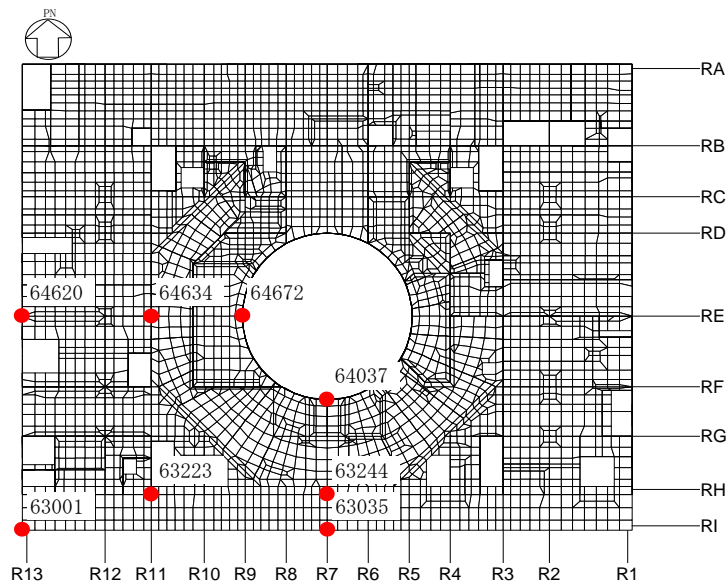 PN
RA
RB
RC
RD
64620 64634 64672
RE
64037
RF
RG
63223 63244
RH
63001 63035
RI
R13 R12 R11 R10 R9 R8 R7 R6 R5 R4 R3 R2 R1